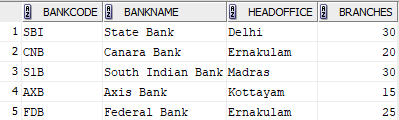 BANKCODE BANKNAME HEADOFFICE BRANCHES
1 SBI State Bank Delhi 30
2 CNB Canara Bank Ernakulam 20
3 S1B South Indian Bank Madras 30
4 AXB Axis Bank Kottayam 15
5 FDB Federal Bank Ernakulam 25